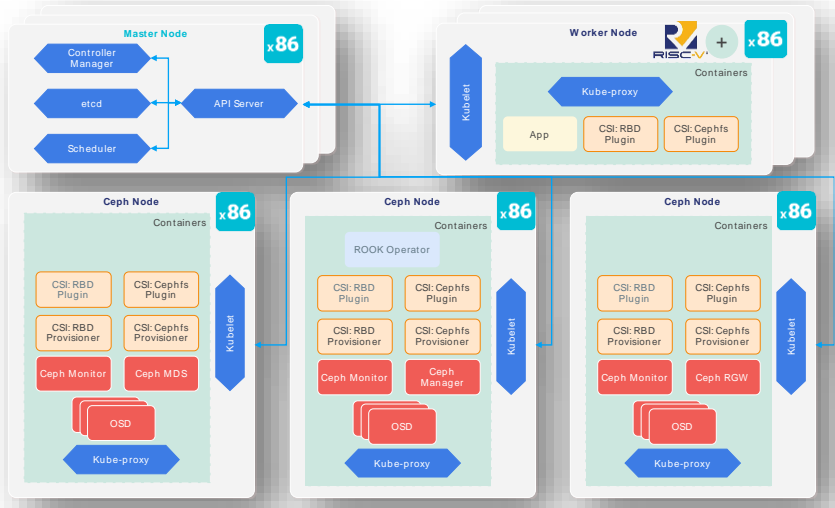 Master Node
x86
Controller
Manager
etcd
API Server
Scheduler
Worker Node
RISC-V
+
x86
Containers
Kubelet
Kube-proxy
App
CSI: RBD
Plugin
CSI: Cephfs
Plugin
Ceph Node
x86
Containers
CSI: RBD
Plugin
CSI: Cephfs
Plugin
CSI: RBD
Provisioner
CSI: Cephfs
Provisioner
Ceph Monitor
Ceph MDS
OSD
Kube-proxy
Kubelet
Ceph Node
x86
Containers
ROOK Operator
CSI: RBD
Plugin
CSI: Cephfs
Plugin
CSI: RBD
Provisioner
CSI: Cephfs
Provisioner
Ceph Monitor
Ceph
Manager
OSD
Kube-proxy
Kubelet
Ceph Node
x86
Containers
CSI: RBD
Plugin
CSI: Cephfs
Plugin
CSI: RBD
Provisioner
CSI: Cephfs
Provisioner
Ceph Monitor
Ceph RGW
OSD
Kube-proxy
Kubelet